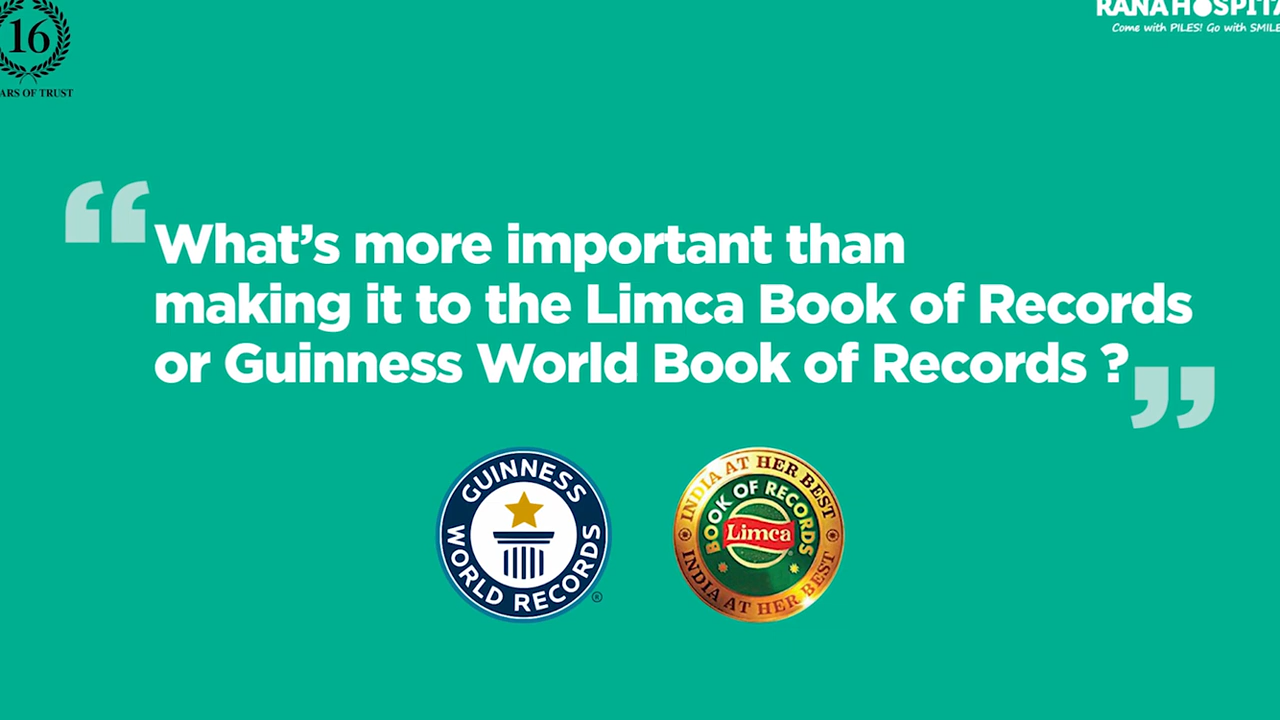 16
ARS OF TRUST
RANA HOSPITA
Come with PILES! Go with SMILE
“What’s more important than
making it to the Limca Book of Records
or Guinness World Book of Records ?”
GUINNESS
WORLD RECORDS
®
INDIA AT HER BEST
BOOK OF RECORDS
Limca
INDIA AT HER BEST